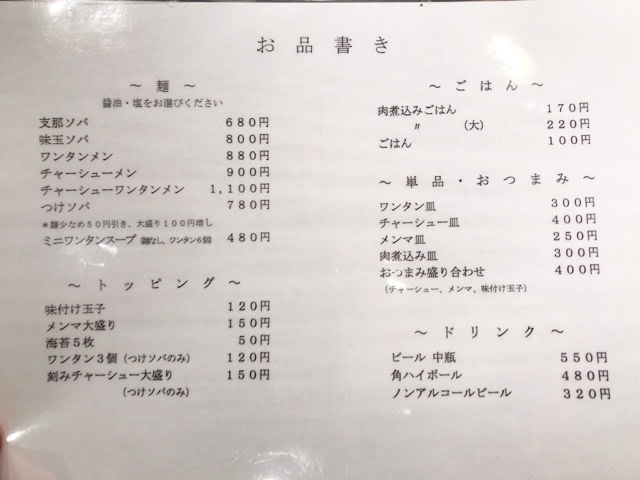 お品書き
～ 麺 ～
醤油・塩をお選びください
支那ソバ 680円
味玉ソバ 800円
ワンタンメン 880円
チャーシューメン 900円
チャーシューワンタンメン 1,100円
つけソバ 780円
＊麺少なめ50円引き、大盛り100円増し
ミニワンタンスープ（麺なし、ワンタン6個） 480円
～ トッピング ～
味付け玉子 120円
メンマ大盛り 150円
海苔5枚 50円
ワンタン3個（つけソバのみ） 120円
刻みチャーシュー大盛り 150円
（つけソバのみ）
～ ごはん ～
肉煮込みごはん 170円
〃 （大） 220円
ごはん 100円
～ 単品・おつまみ ～
ワンタン皿 300円
チャーシュー皿 400円
メンマ皿 250円
肉煮込み皿 300円
おつまみ盛り合わせ 400円
（チャーシュー、メンマ、味付け玉子）
～ ドリンク ～
ビール 中瓶 550円
角ハイボール 480円
ノンアルコールビール 320円